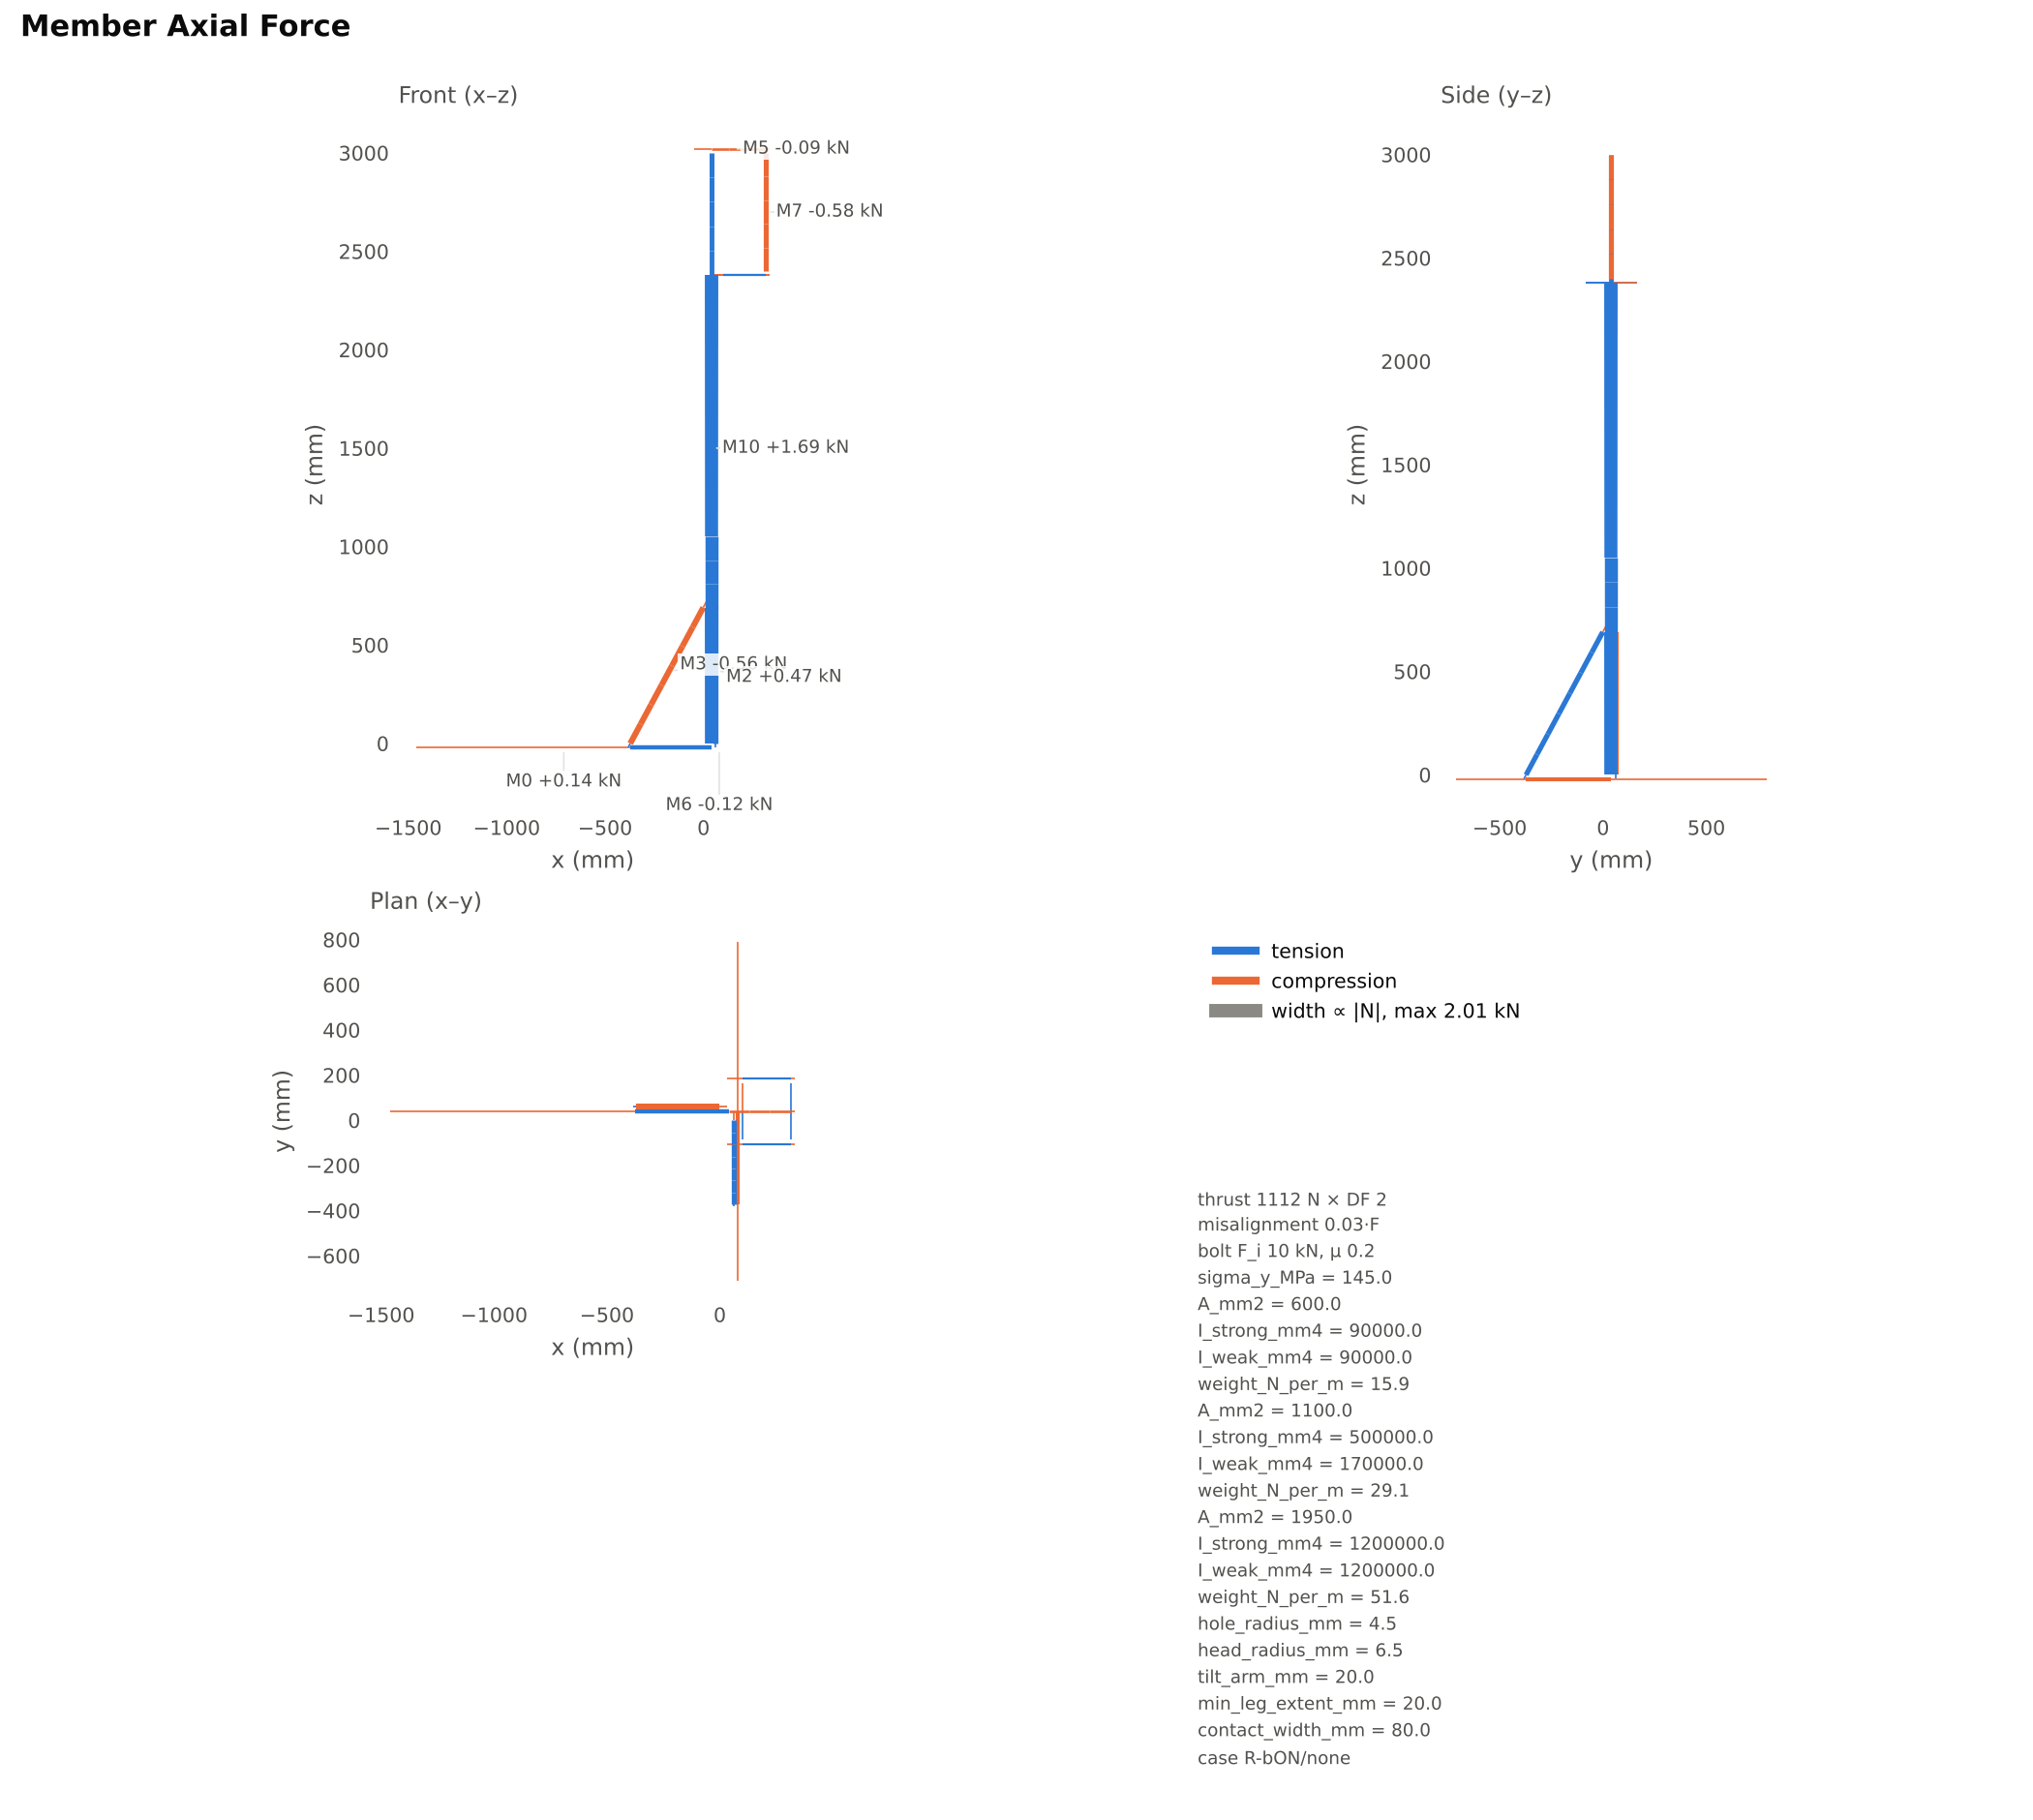 Member Axial Force
Front (x–z)
3000
2500
2000
1500
1000
500
0
z (mm)
M5 -0.09 kN
M7 -0.58 kN
M10 +1.69 kN
M3 -0.56 kN
M2 +0.47 kN
M0 +0.14 kN
M6 -0.12 kN
−1500 −1000 −500 0
x (mm)
Side (y–z)
3000
2500
2000
1500
1000
500
0
z (mm)
−500 0 500
y (mm)
Plan (x–y)
800
600
400
200
0
−200
−400
−600
y (mm)
−1500 −1000 −500 0
x (mm)
tension
compression
width ∝ |N|, max 2.01 kN
thrust 1112 N × DF 2
misalignment 0.03·F
bolt F_i 10 kN, μ 0.2
sigma_y_MPa = 145.0
A_mm2 = 600.0
I_strong_mm4 = 90000.0
I_weak_mm4 = 90000.0
weight_N_per_m = 15.9
A_mm2 = 1100.0
I_strong_mm4 = 500000.0
I_weak_mm4 = 170000.0
weight_N_per_m = 29.1
A_mm2 = 1950.0
I_strong_mm4 = 1200000.0
I_weak_mm4 = 1200000.0
weight_N_per_m = 51.6
hole_radius_mm = 4.5
head_radius_mm = 6.5
tilt_arm_mm = 20.0
min_leg_extent_mm = 20.0
contact_width_mm = 80.0
case R-bON/none